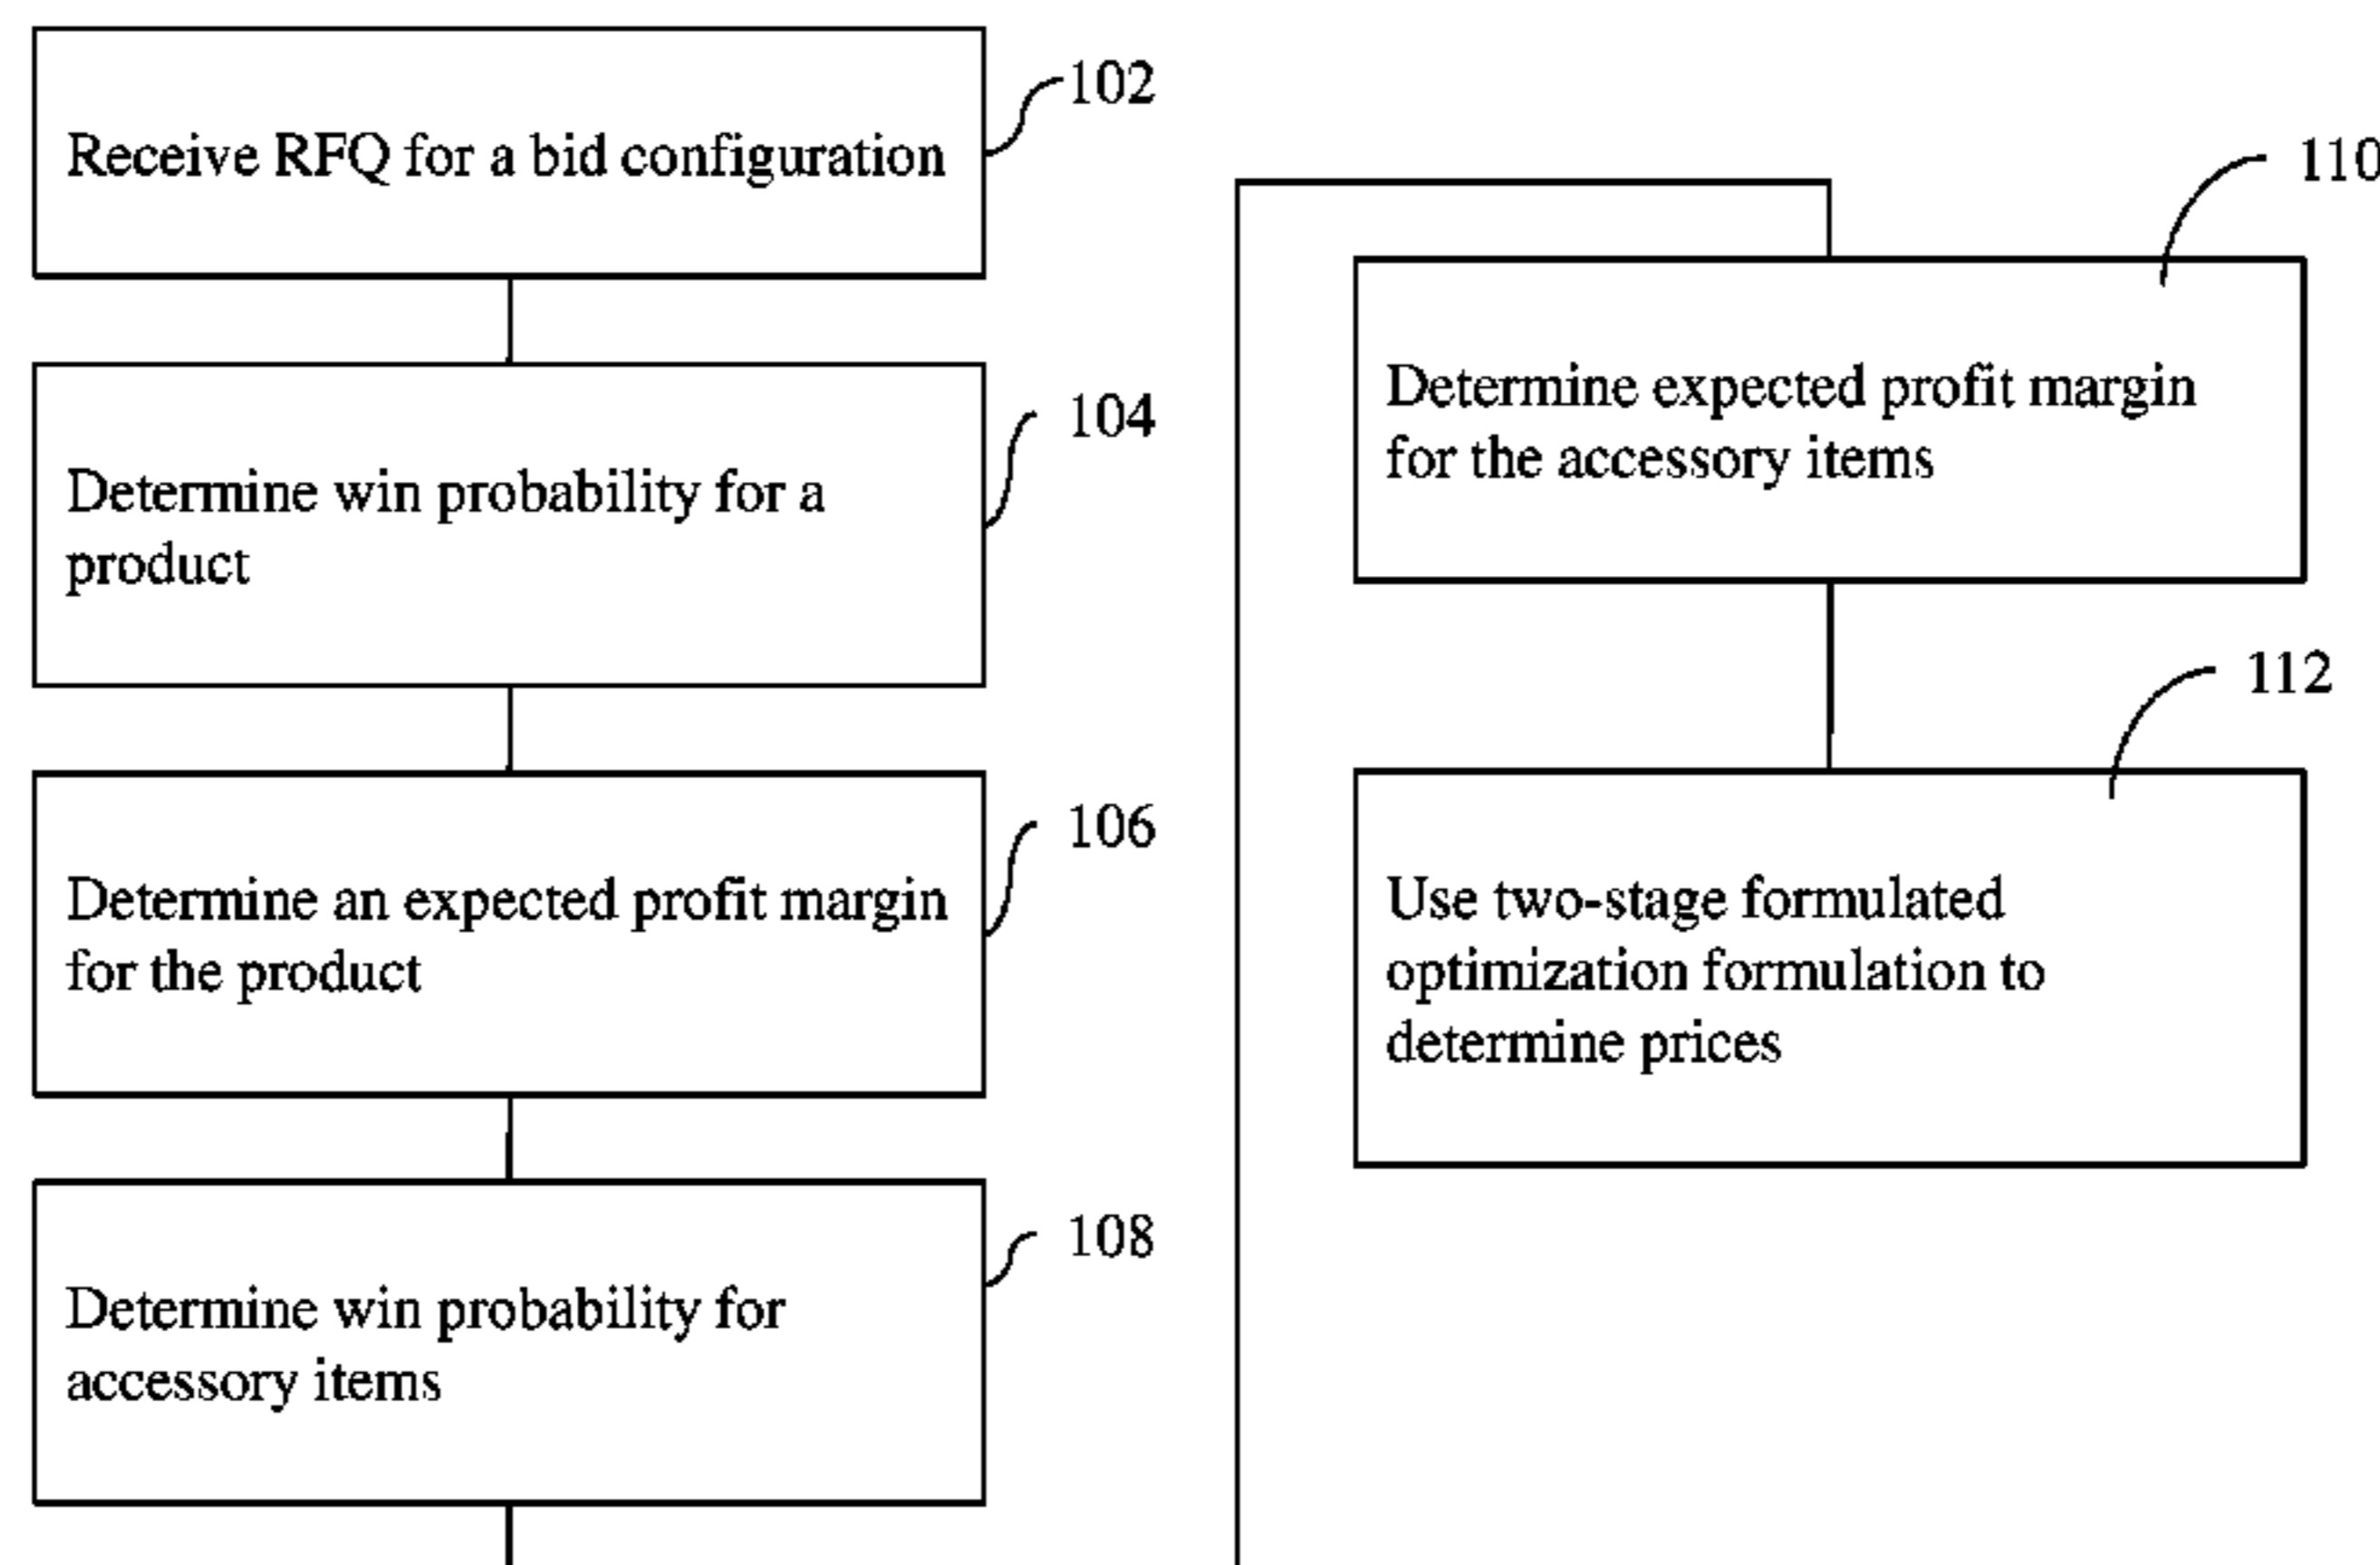 Receive RFQ for a bid configuration
102
Determine win probability for a
product
104
Determine an expected profit margin
for the product
106
Determine win probability for
accessory items
108
Determine expected profit margin
for the accessory items
110
Use two-stage formulated
optimization formulation to
determine prices
112